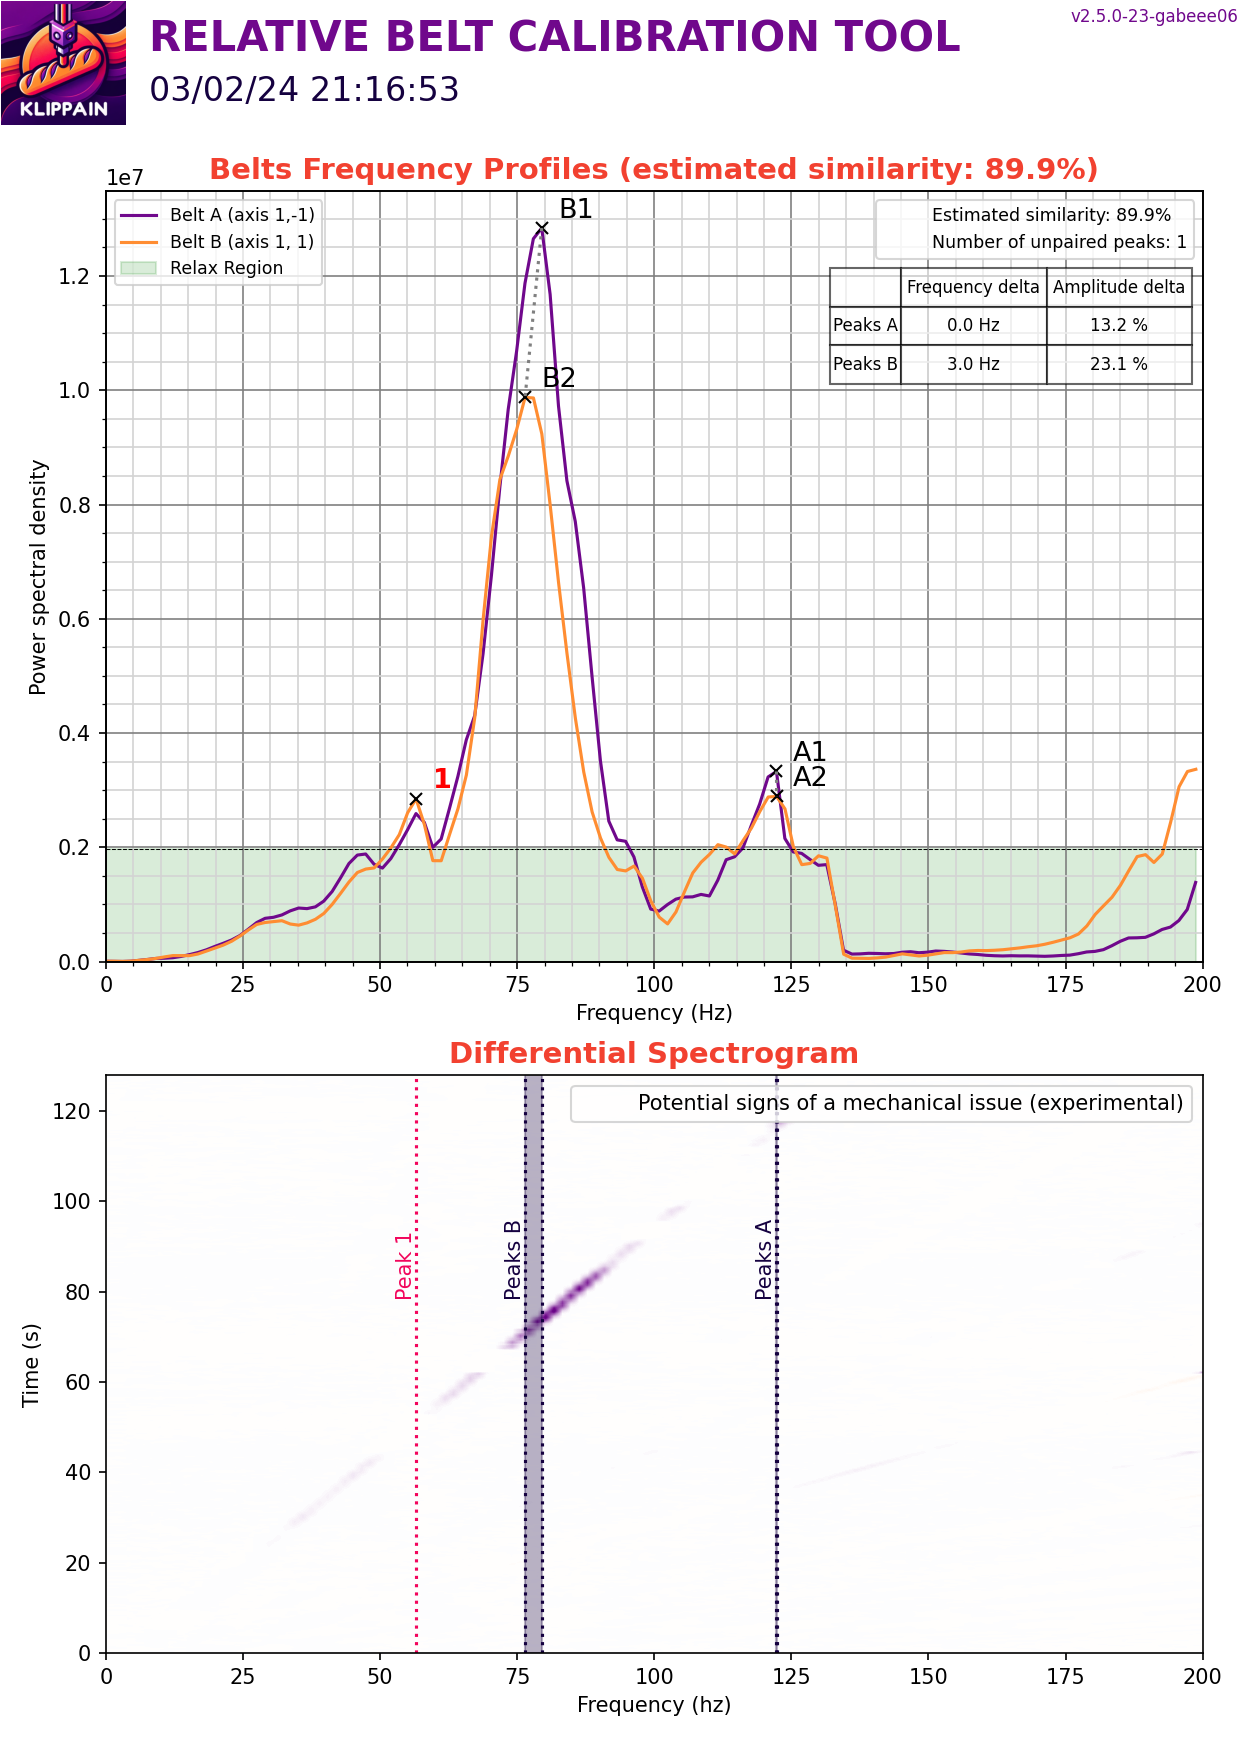 v2.5.0-23-gabeee06
RELATIVE BELT CALIBRATION TOOL
03/02/24 21:16:53
KLIPPAIN
Belts Frequency Profiles (estimated similarity: 89.9%)
1e7
Belt A (axis 1,-1)
Belt B (axis 1, 1)
Relax Region
Estimated similarity: 89.9%
Number of unpaired peaks: 1
Frequency delta Amplitude delta
Peaks A 0.0 Hz 13.2 %
Peaks B 3.0 Hz 23.1 %
B1
B2
1
A1
A2
1.2
1.0
0.8
0.6
0.4
0.2
0.0
Power spectral density
0 25 50 75 100 125 150 175 200
Frequency (Hz)
Differential Spectrogram
Potential signs of a mechanical issue (experimental)
Peak 1
Peaks B
Peaks A
120
100
80
60
40
20
0
Time (s)
0 25 50 75 100 125 150 175 200
Frequency (hz)